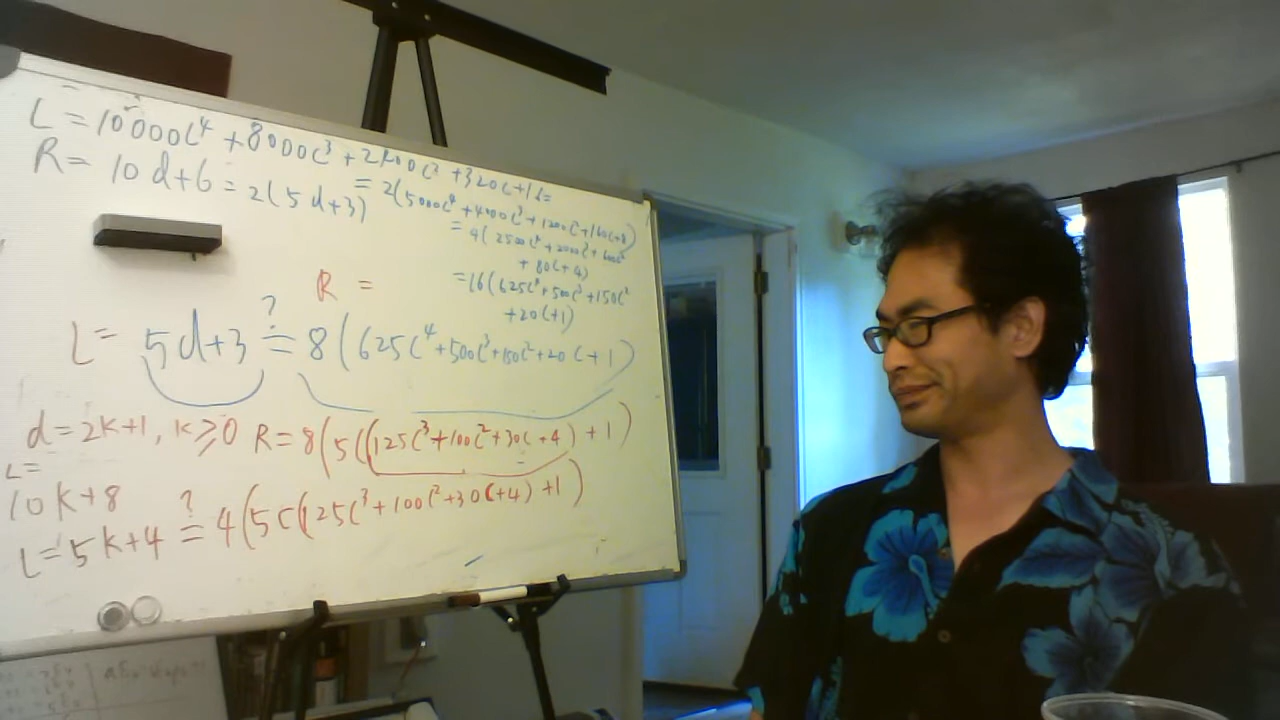 L = 10000c⁴ + 8000c³ + 2400c² + 320c + 16 =
R = 10d+6 = 2(5d+3)
= 2(5000c⁴ + 4000c³ + 1200c² + 160c + 8)
= 4(2500c⁴ + 2000c³ + 600c²
+ 80c + 4)
= 16(625c⁴ + 500c³ + 150c²
+ 20c + 1)
R =
L = 5d+3 ?= 8(625c⁴ + 500c³ + 150c² + 20c + 1)
d = 2k+1, k ≥ 0 R = 8(5c(125c³ + 100c² + 30c + 4) + 1)
L =
10k+8
L = 5k+4 ?= 4(5c(125c³ + 100c² + 30c + 4) + 1)